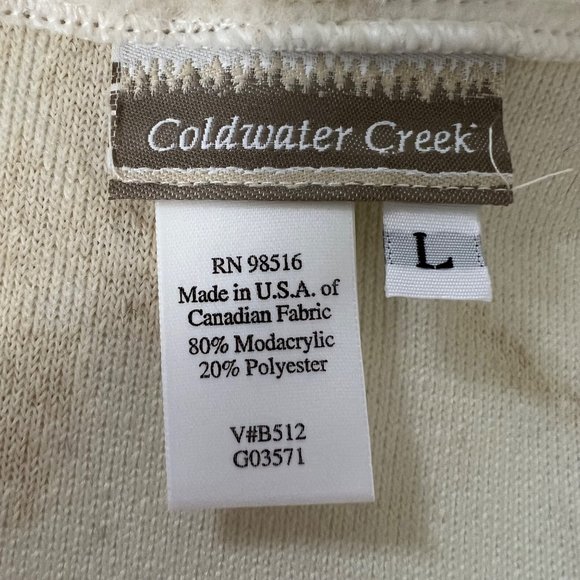 Coldwater Creek
L
RN 98516
Made in U.S.A. of
Canadian Fabric
80% Modacrylic
20% Polyester
V#B512
G03571